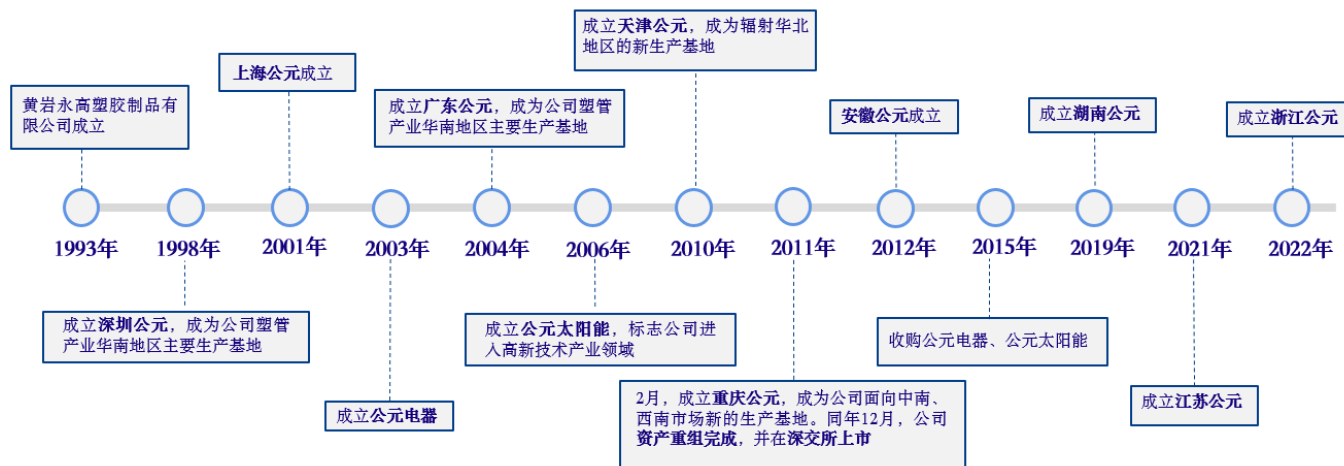 成立天津公元，成为辐射华北
地区的新生产基地
上海公元成立
黄岩永高塑胶制品有
限公司成立
成立广东公元，成为公司塑管
产业华南地区主要生产基地
安徽公元成立
成立湖南公元
成立浙江公元
1993年
1998年
2001年
2003年
2004年
2006年
2010年
2011年
2012年
2015年
2019年
2021年
2022年
成立深圳公元，成为公司塑管
产业华南地区主要生产基地
成立公元太阳能，标志公司进
入高新技术产业领域
收购公元电器、公元太阳能
成立公元电器
2月，成立重庆公元，成为公司面向中南、
西南市场新的生产基地。同年12月，公司
资产重组完成，并在深交所上市
成立江苏公元